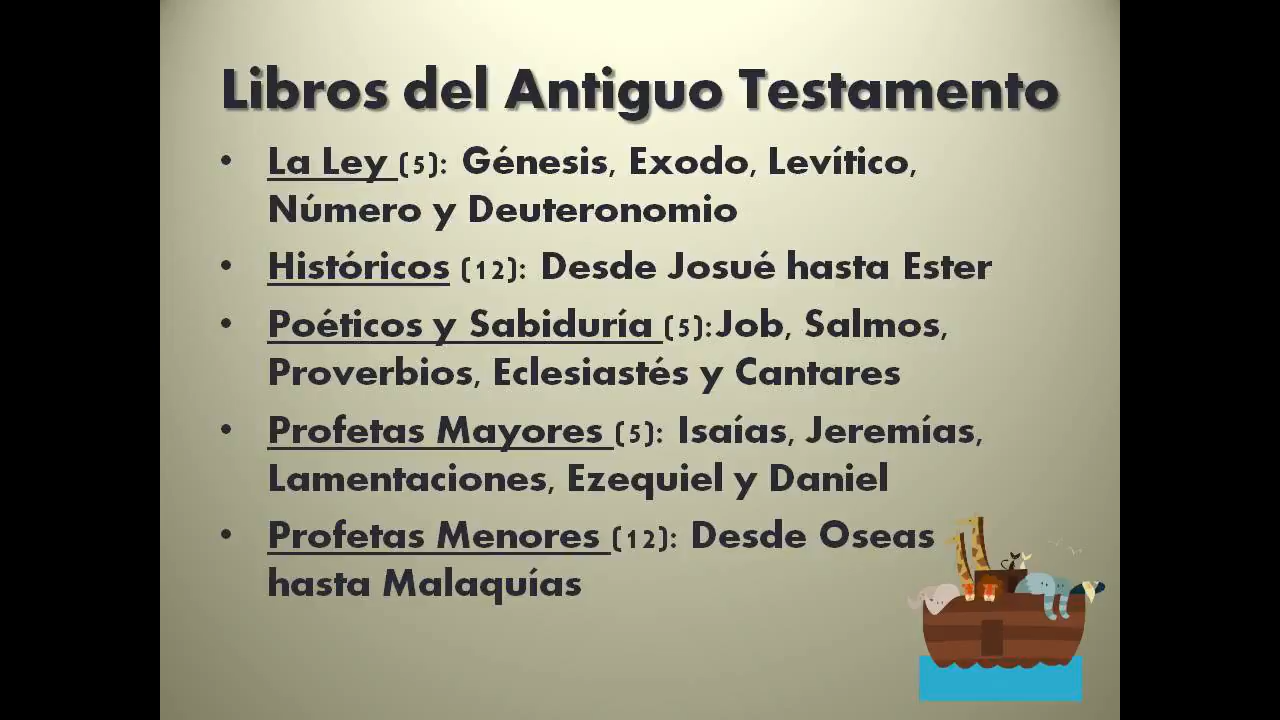 Libros del Antiguo Testamento
• La Ley (5): Génesis, Exodo, Levítico,
Número y Deuteronomio
• Históricos (12): Desde Josué hasta Ester
• Poéticos y Sabiduría (5):Job, Salmos,
Proverbios, Eclesiastés y Cantares
• Profetas Mayores (5): Isaías, Jeremías,
Lamentaciones, Ezequiel y Daniel
• Profetas Menores (12): Desde Oseas
hasta Malaquías